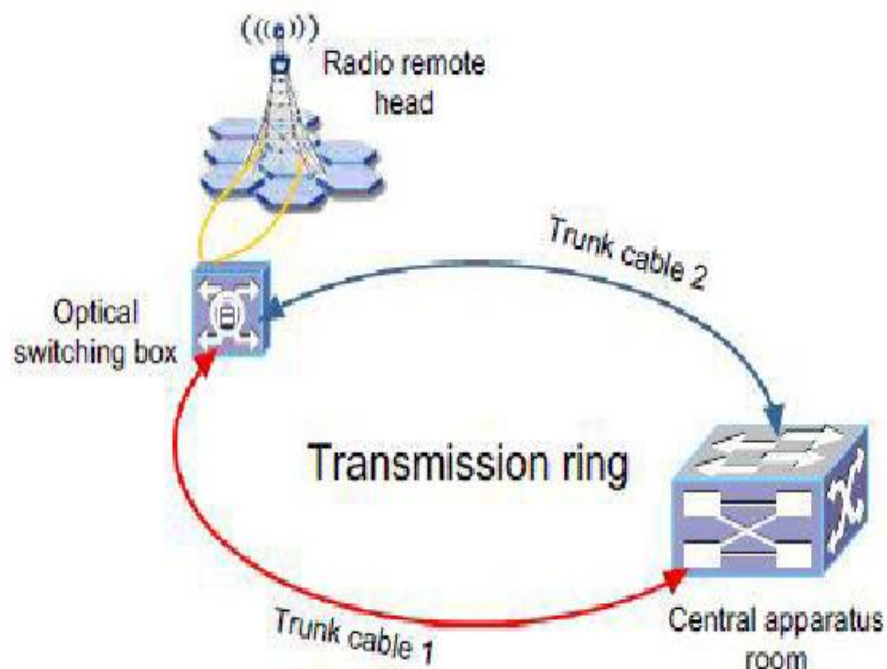 Radio remote
head
Trunk cable 2
Optical
switching box
Transmission ring
Trunk cable 1
Central apparatus
room